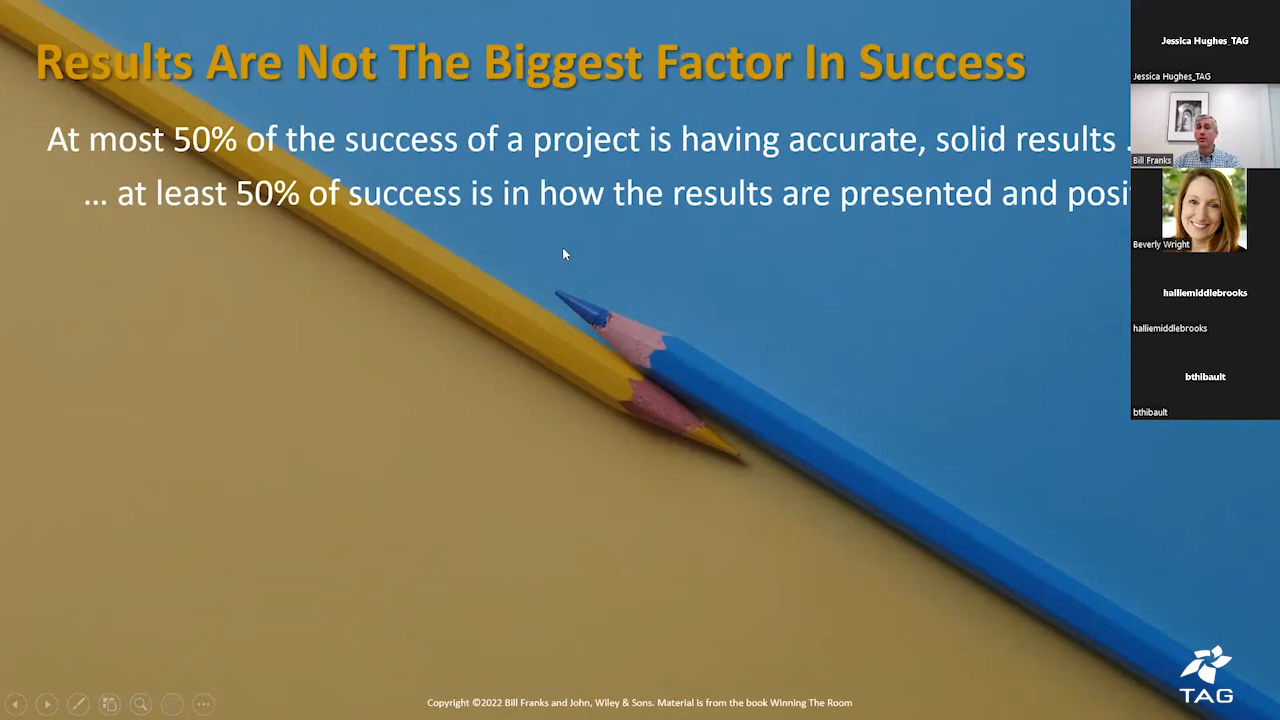 Results Are Not The Biggest Factor In Success
At most 50% of the success of a project is having accurate, solid results .
... at least 50% of success is in how the results are presented and posi
Jessica Hughes_TAG
Jessica Hughes_TAG
Bill Franks
Beverly Wright
halliemiddlebrooks
halliemiddlebrooks
bthibault
bthibault
Copyright ©2022 Bill Franks and John, Wiley & Sons. Material is from the book Winning The Room
TAG